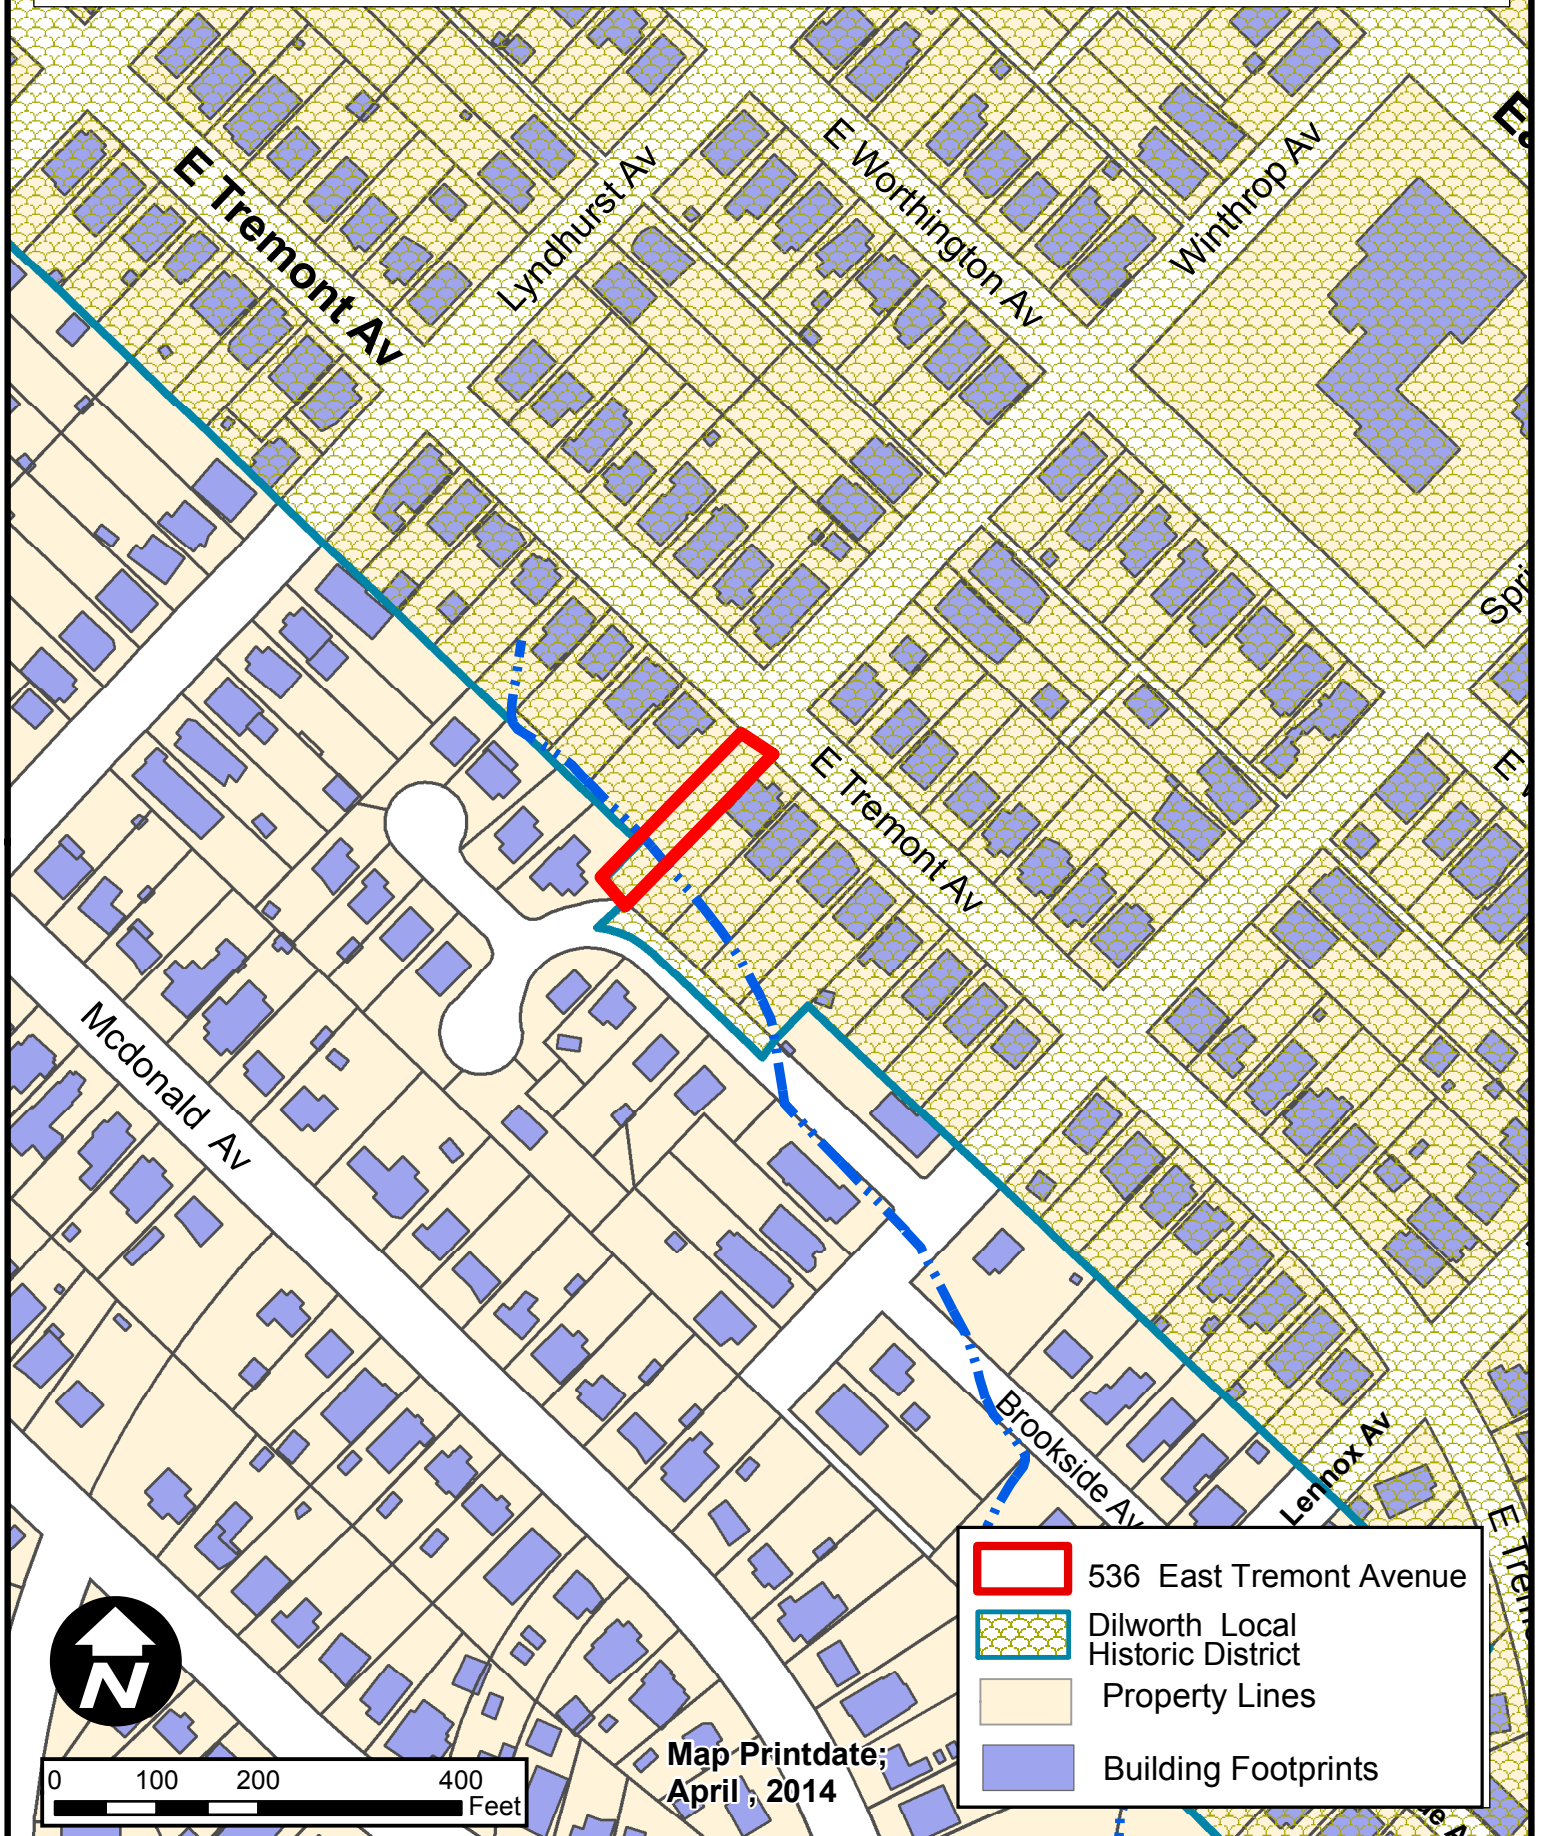 E Tremont Av
Lyndhurst Av
E Worthington Av
Winthrop Av
E Tremont Av
Mcdonald Av
Brookside Av
Lennox Av
536 East Tremont Avenue
Dilworth Local
Historic District
Property Lines
Building Footprints
N
0 100 200 400
Feet
Map Printdate;
April , 2014